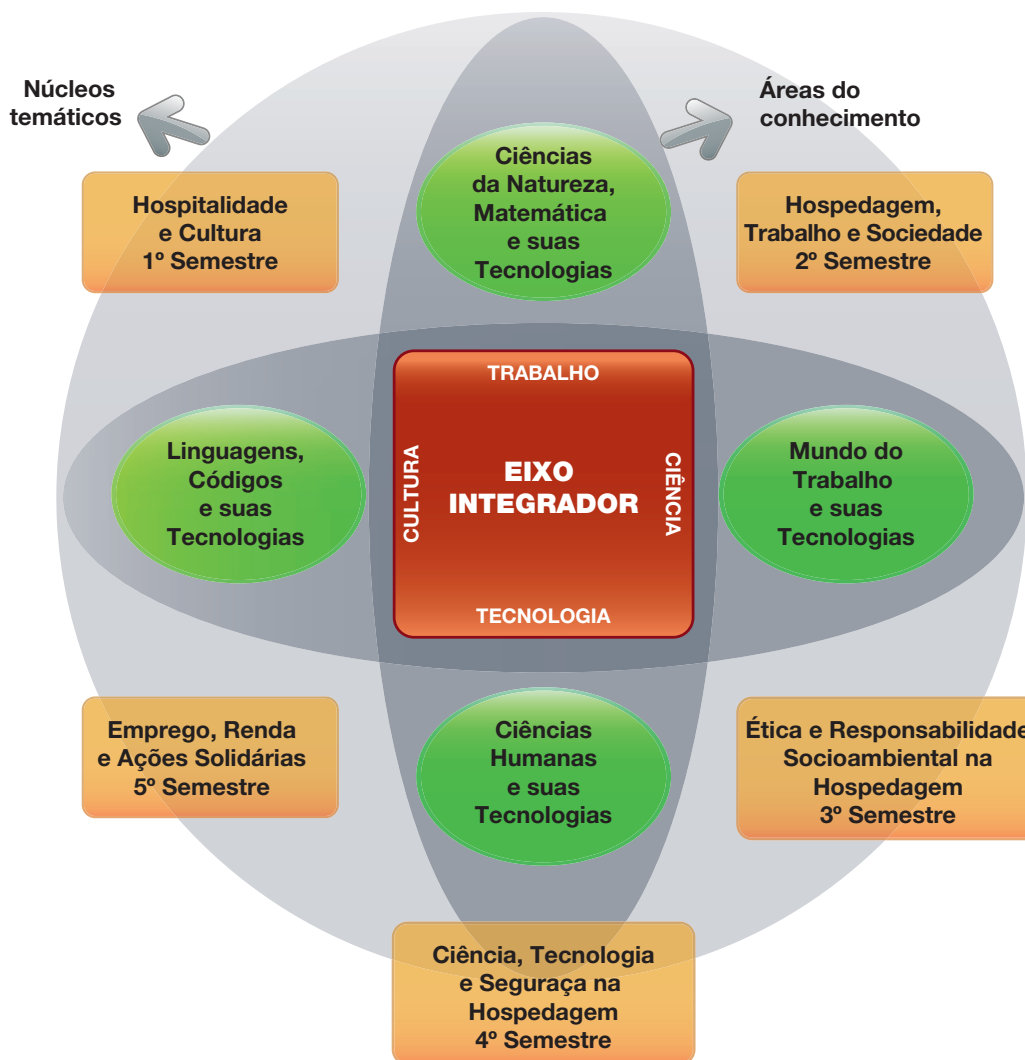 Núcleos
temáticos
Áreas do
conhecimento
Hospitalidade
e Cultura
1º Semestre
Ciências
da Natureza,
Matemática
e suas
Tecnologias
Hospedagem,
Trabalho e Sociedade
2º Semestre
Linguagens,
Códigos
e suas
Tecnologias
TRABALHO
CULTURA
EIXO
INTEGRADOR
CIÊNCIA
TECNOLOGIA
Mundo do
Trabalho
e suas
Tecnologias
Emprego, Renda
e Ações Solidárias
5º Semestre
Ciências
Humanas
e suas
Tecnologias
Ética e Responsabilidade
Socioambiental na
Hospedagem
3º Semestre
Ciência, Tecnologia
e Seguraça na
Hospedagem
4º Semestre